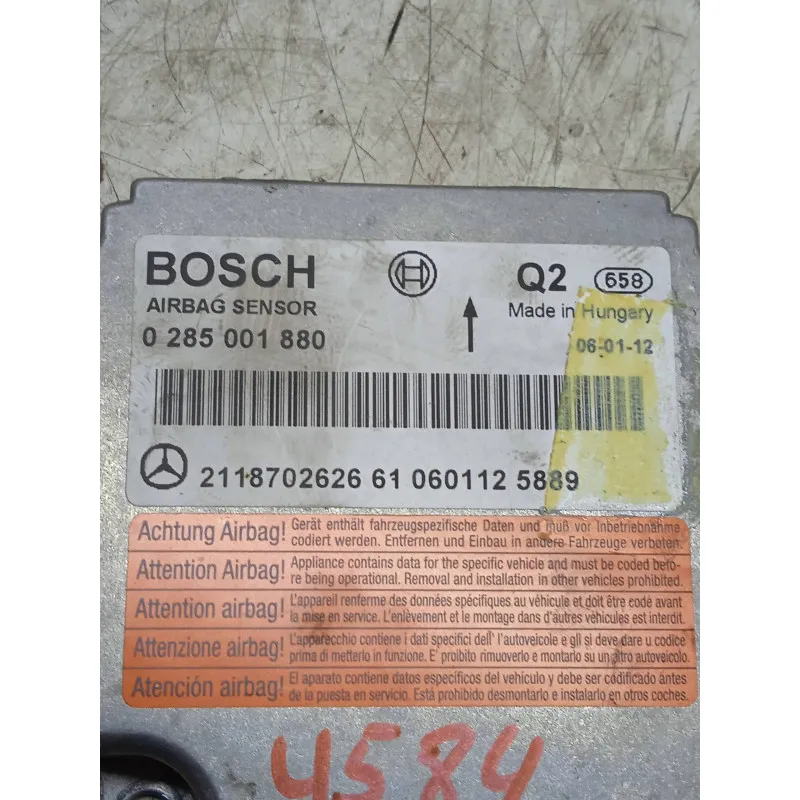 BOSCH
Q2 658
AIRBAG SENSOR
Made in Hungary
0 285 001 880
06-01-12
2118702626 61 060112 5889
Achtung Airbag! Gerät enthält fahrzeugspezifische Daten und muß vor Inbetriebnahme
codiert werden. Entfernen und Einbau in andere Fahrzeuge verboten.
Attention Airbag! Appliance contains data for the specific vehicle and must be coded befo-
re being operational. Removal and installation in other vehicles prohibited.
Attention airbag! L'appareil renferme des données spécifiques au véhicule et doit être codé avant
la mise en service. L'enlèvement et le montage dans d'autres véhicules est interdit.
Attenzione airbag! L'apparecchio contiene i dati specifici dell' l'autoveicole e gli si deve dare u codice
prima di metterlo in funzione. E' proibito rimuoverlo e montarlo su un altro autoveicolo.
Atención airbag! El aparato contiene datos específicos del vehículo y debe ser codificado antes
de la puesta en servicio. Está prohibido desmontarlo e instalarlo en otros coches.
4584